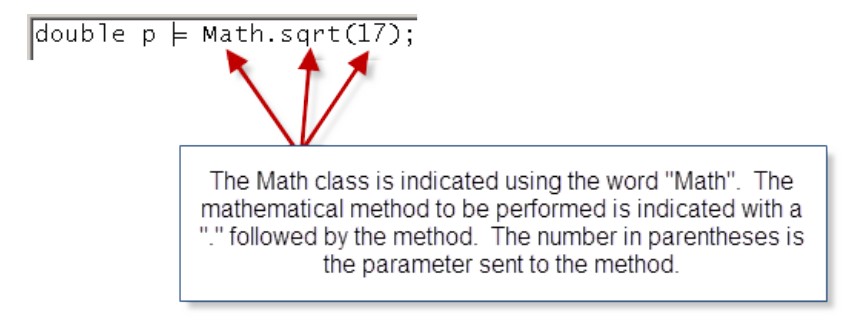 double p = Math.sqrt(17);
The Math class is indicated using the word "Math". The
mathematical method to be performed is indicated with a
"." followed by the method. The number in parentheses is
the parameter sent to the method.